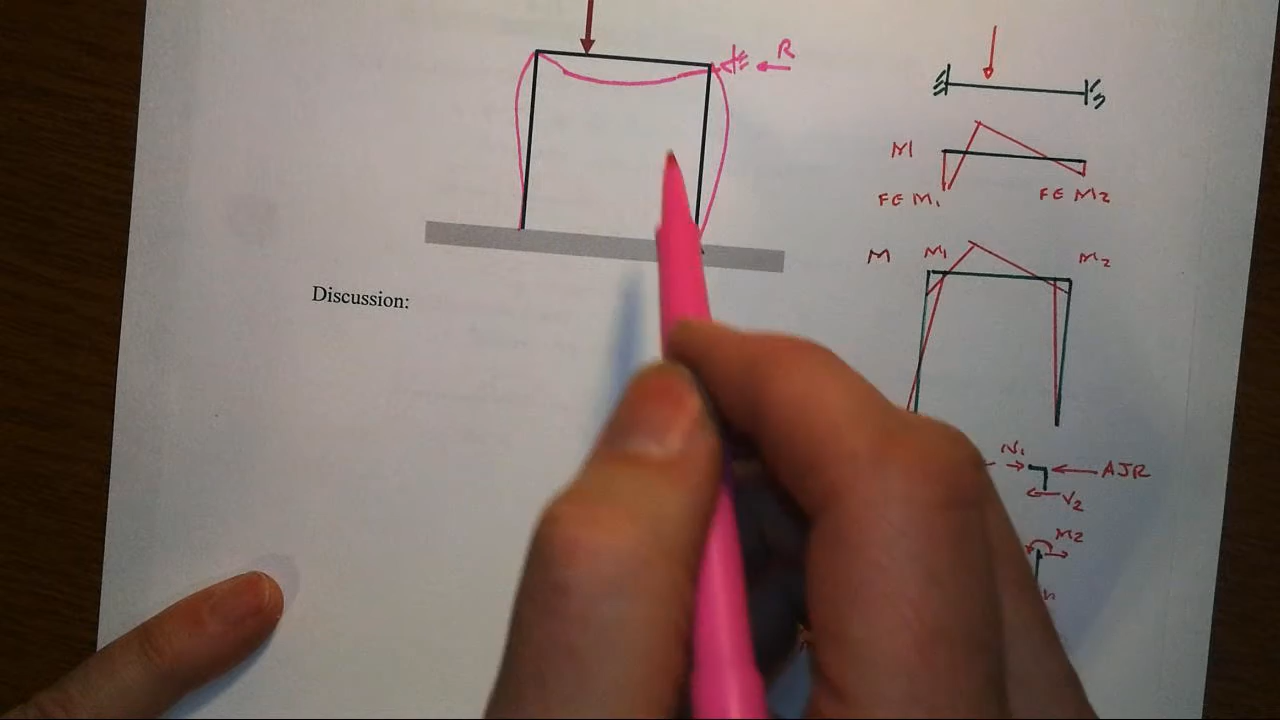 R
M
FEM1 FEM2
M M1 M2
Discussion:
N1 AJR
V2
M2